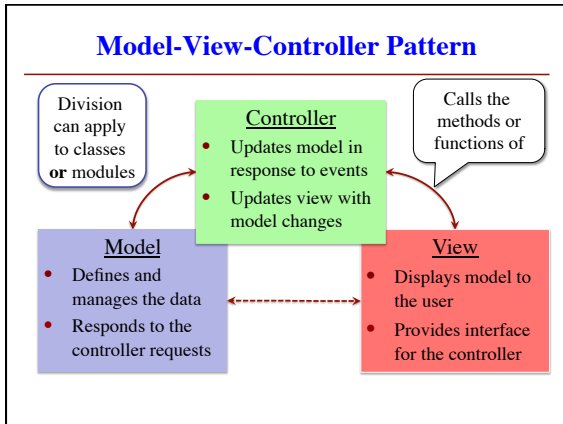 Model-View-Controller Pattern
Division
can apply
to classes
or modules
Calls the
methods or
functions of
Controller
• Updates model in
response to events
• Updates view with
model changes
Model
• Defines and
manages the data
• Responds to the
controller requests
View
• Displays model to
the user
• Provides interface
for the controller